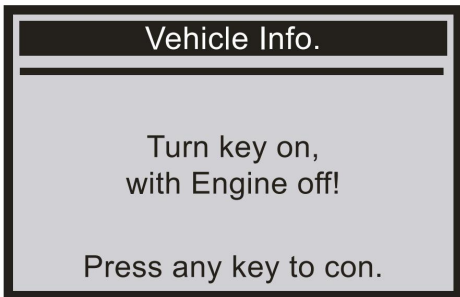 Vehicle Info.
Turn key on,
with Engine off!
Press any key to con.